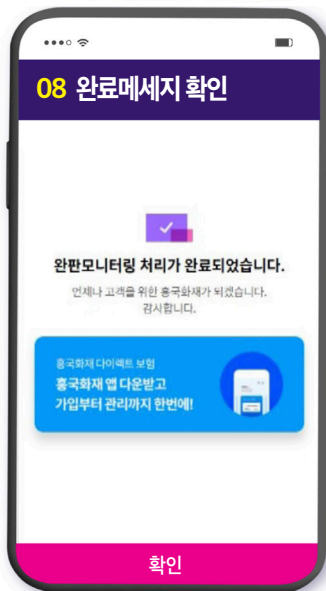 08 완료메세지 확인
완판모니터링 처리가 완료되었습니다.
언제나 고객을 위한 흥국화재가 되겠습니다.
감사합니다.
흥국화재 다이렉트 보험
흥국화재 앱 다운받고
가입부터 관리까지 한번에!
확인